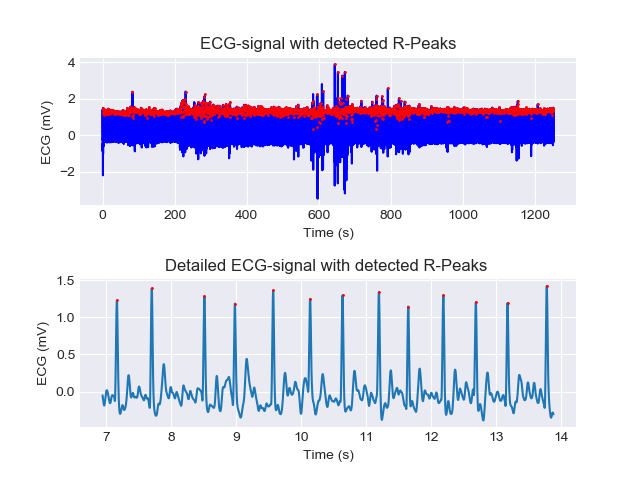 ECG-signal with detected R-Peaks
4
2
0
−2
ECG (mV)
0 200 400 600 800 1000 1200
Time (s)
Detailed ECG-signal with detected R-Peaks
1.5
1.0
0.5
0.0
ECG (mV)
7 8 9 10 11 12 13 14
Time (s)